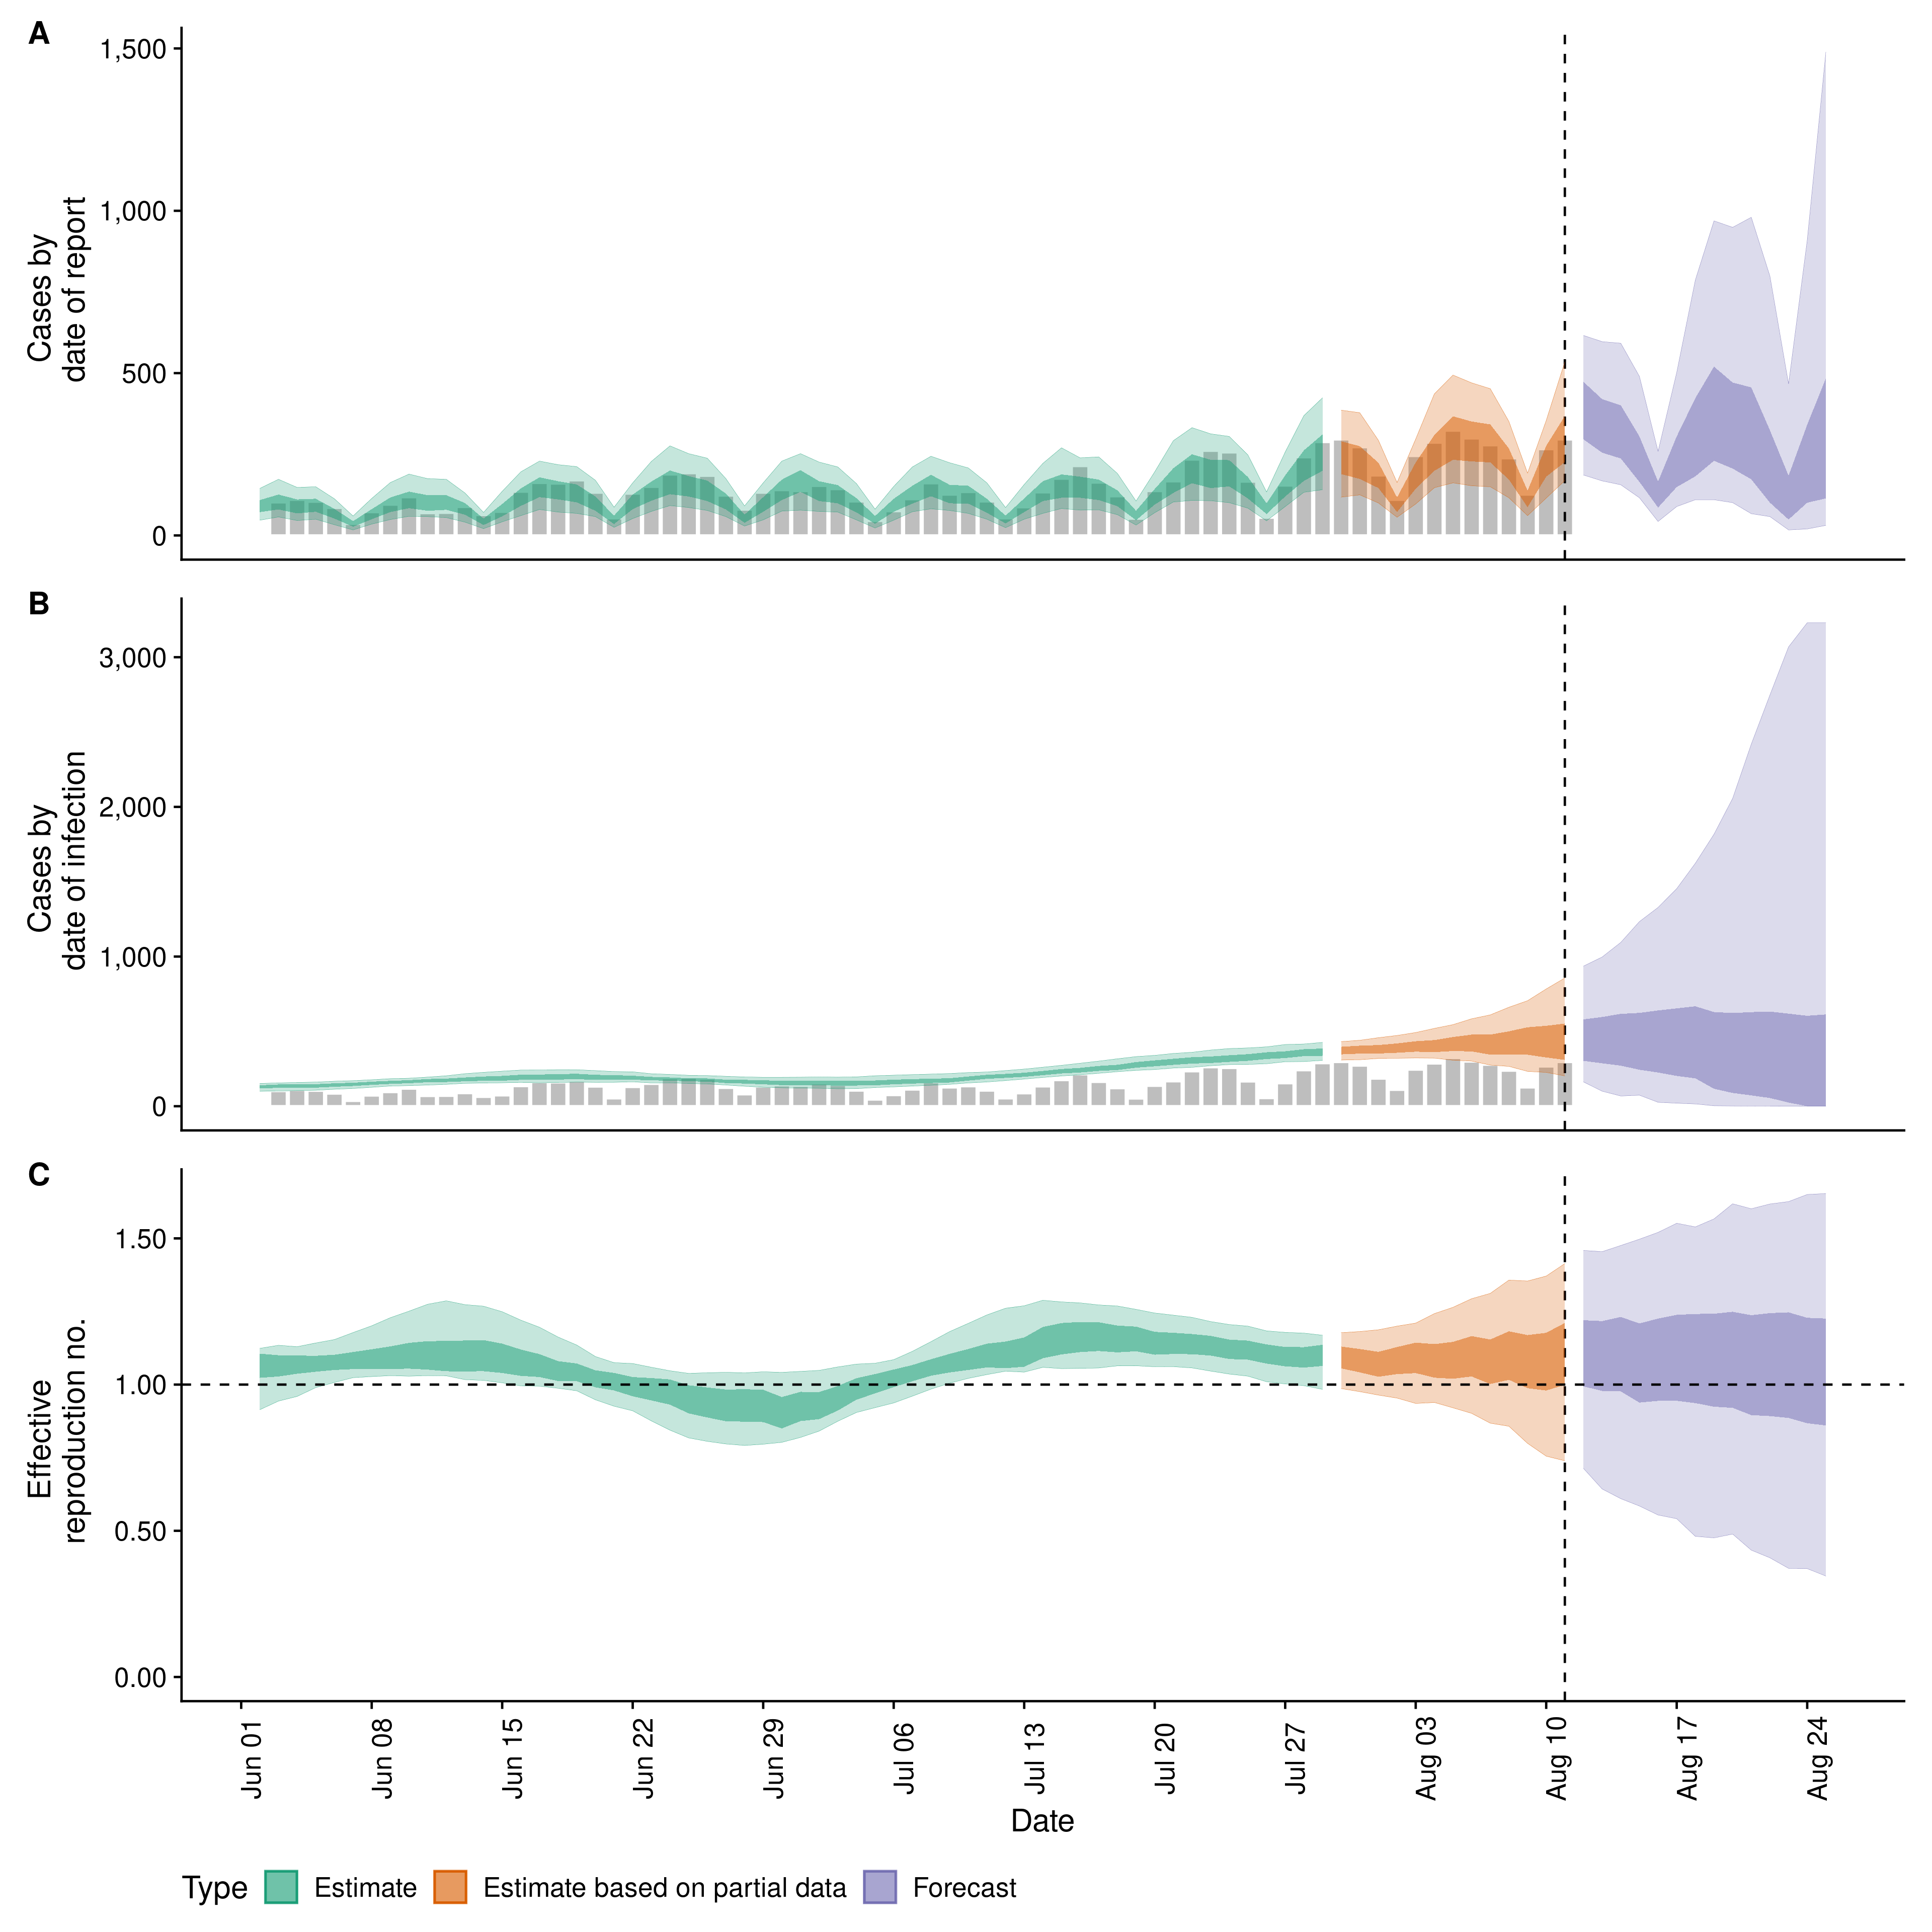 A
1,500
1,000
500
0
Cases by
date of report
B
3,000
2,000
1,000
0
Cases by
date of infection
C
1.50
1.00
0.50
0.00
Effective
reproduction no.
Jun 01
Jun 08
Jun 15
Jun 22
Jun 29
Jul 06
Jul 13
Jul 20
Jul 27
Aug 03
Aug 10
Aug 17
Aug 24
Date
Type Estimate Estimate based on partial data Forecast